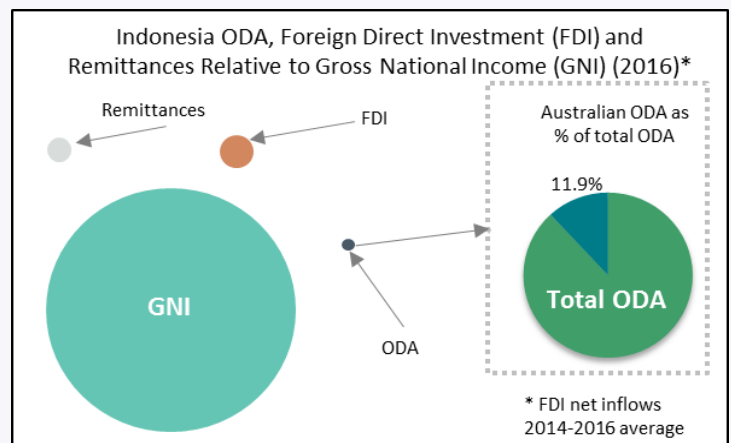 Indonesia ODA, Foreign Direct Investment (FDI) and
Remittances Relative to Gross National Income (GNI) (2016)*
Remittances
FDI
GNI
ODA
Australian ODA as
% of total ODA
11.9%
Total ODA
* FDI net inflows
2014-2016 average